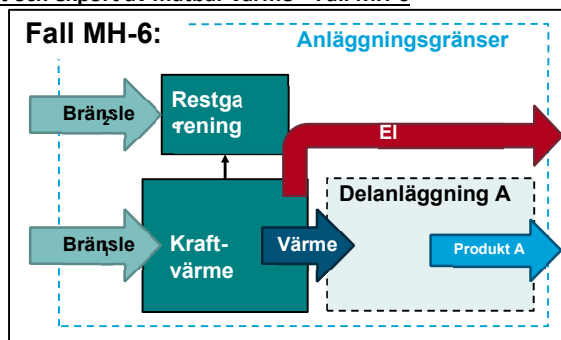 Fall MH-6:
Anläggningsgränser
Bränsle 2
Restga
rening
El
Delanläggning A
Bränsle 1
Kraft-
värme
Värme
Produkt A